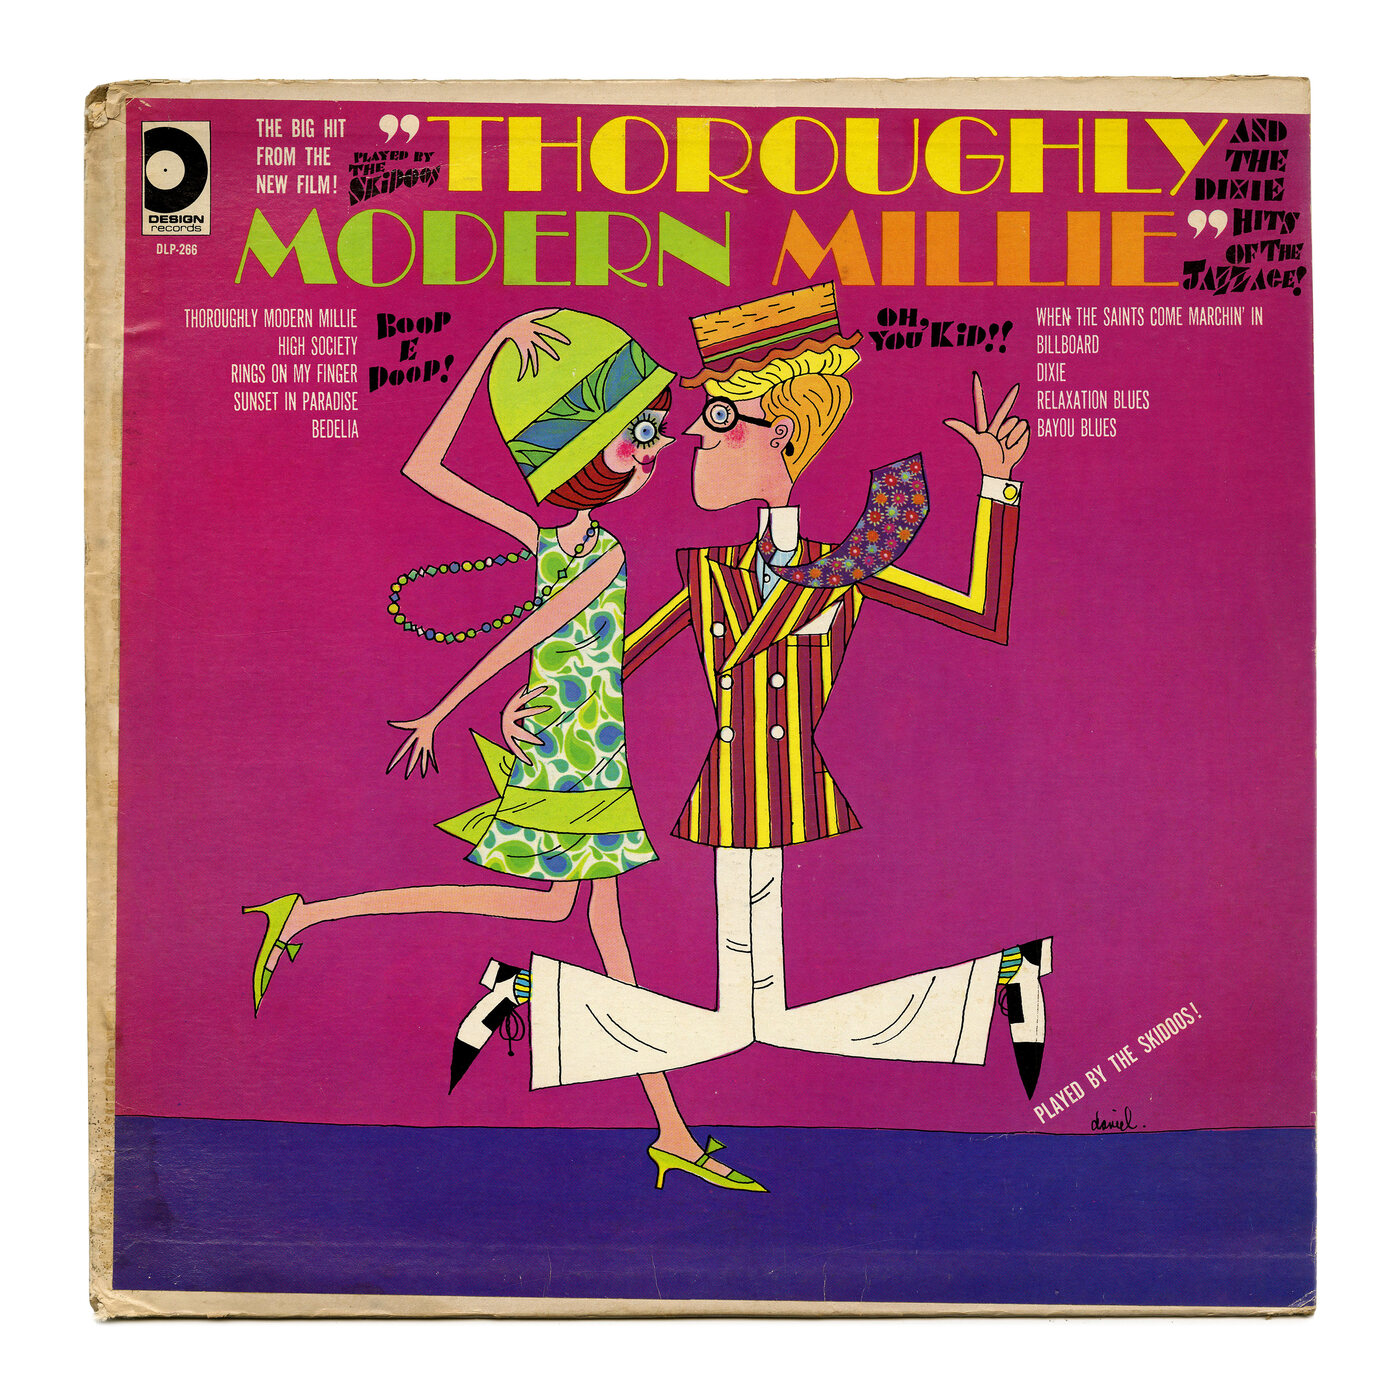 DESIGN
records
DLP-266
THE BIG HIT
FROM THE
NEW FILM!
PLAYED BY
THE
SKIDOOS
"THOROUGHLY
MODERN MILLIE"
AND
THE
DIXIE
HITS
OF THE
JAZZ AGE!
THOROUGHLY MODERN MILLIE
HIGH SOCIETY
RINGS ON MY FINGER
SUNSET IN PARADISE
BEDELIA
BOOP
E
DOOP!
OH,
YOU KID!!
WHEN THE SAINTS COME MARCHIN' IN
BILLBOARD
DIXIE
RELAXATION BLUES
BAYOU BLUES
PLAYED BY THE SKIDOOS!
daniel.